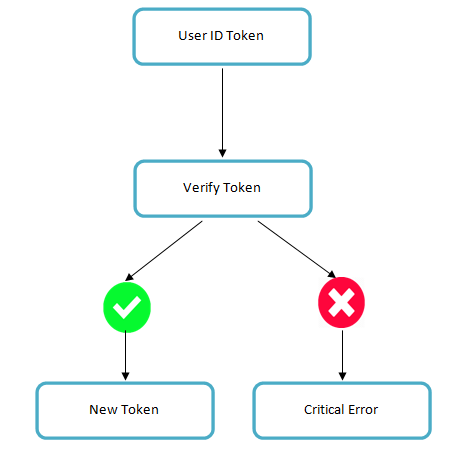 User ID Token
Verify Token
New Token
Critical Error